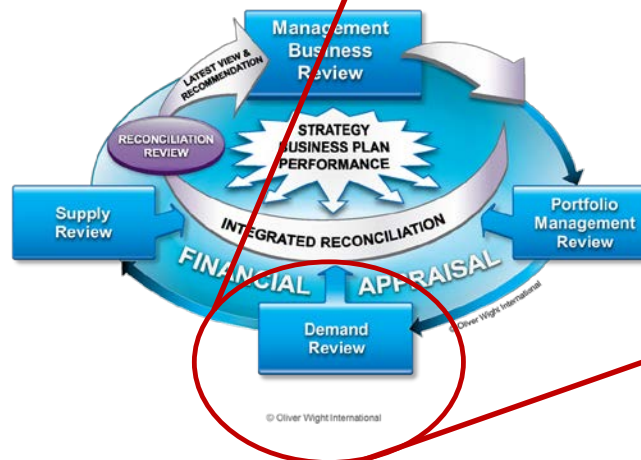 Management
Business
Review
LATEST VIEW &
RECOMMENDATION
RECONCILIATION
REVIEW
STRATEGY
BUSINESS PLAN
PERFORMANCE
Supply
Review
Portfolio
Management
Review
INTEGRATED RECONCILIATION
FINANCIAL APPRAISAL
© Oliver Wight International
Demand
Review
© Oliver Wight International